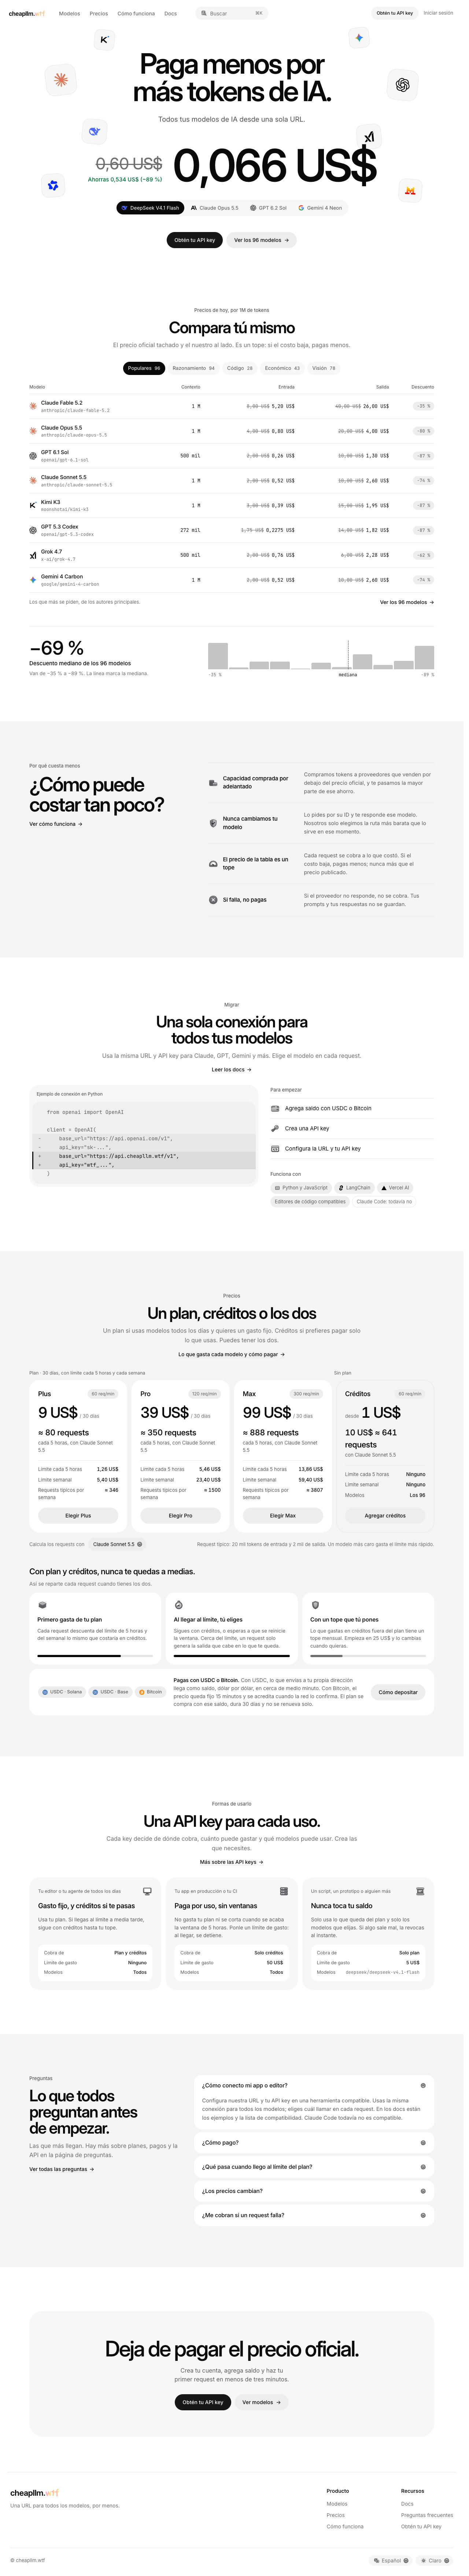 cheapllm.wtf
Modelos
Precios
Cómo funciona
Docs
Buscar
⌘K
Obtén tu API key
Iniciar sesión
Paga menos por
más tokens de IA.
Todos tus modelos de IA desde una sola URL.
0,60 US$
Ahorras 0,534 US$ (−89 %)
0,066 US$
DeepSeek V4.1 Flash
Claude Opus 5.5
GPT 6.2 Sol
Gemini 4 Neon
Obtén tu API key
Ver los 96 modelos →
Precios de hoy, por 1M de tokens
Compara tú mismo
El precio oficial tachado y el nuestro al lado. Es un tope: si el costo baja, pagas menos.
Populares 96
Razonamiento 94
Código 28
Económico 43
Visión 76
Modelo
Contexto
Entrada
Salida
Descuento
Claude Fable 5.2
anthropic/claude-fable-5.2
1 M
8,00 US$ 5,20 US$
40,00 US$ 26,00 US$
-35 %
Claude Opus 5.5
anthropic/claude-opus-5.5
1 M
4,00 US$ 0,80 US$
20,00 US$ 4,00 US$
-80 %
GPT 6.1 Sol
openai/gpt-6.1-sol
500 mil
2,00 US$ 0,26 US$
10,00 US$ 1,30 US$
-87 %
Claude Sonnet 5.5
anthropic/claude-sonnet-5.5
1 M
2,00 US$ 0,52 US$
10,00 US$ 2,60 US$
-74 %
Kimi K3
moonshotai/kimi-k3
1 M
3,00 US$ 0,39 US$
15,00 US$ 1,95 US$
-87 %
GPT 5.3 Codex
openai/gpt-5.3-codex
272 mil
1,75 US$ 0,2275 US$
14,00 US$ 1,82 US$
-87 %
Grok 4.7
x-ai/grok-4.7
500 mil
2,00 US$ 0,76 US$
6,00 US$ 2,28 US$
-62 %
Gemini 4 Carbon
google/gemini-4-carbon
1 M
2,00 US$ 0,52 US$
10,00 US$ 2,60 US$
-74 %
Los que más se piden, de los autores principales.
Ver los 96 modelos →
−69 %
Descuento mediano de los 96 modelos
Van de −35 % a −89 %. La línea marca la mediana.
-35 %
mediana
-89 %
Por qué cuesta menos
¿Cómo puede
costar tan poco?
Ver cómo funciona →
Capacidad comprada por
adelantado
Compramos tokens a proveedores que venden por
debajo del precio oficial, y te pasamos la mayor
parte de ese ahorro.
Nunca cambiamos tu
modelo
Lo pides por su ID y te responde ese modelo.
Nosotros solo elegimos la ruta más barata que lo
sirve en ese momento.
El precio de la tabla es un
tope
Cada request se cobra a lo que costó. Si el
costo baja, pagas menos; nunca más que el
precio publicado.
Si falla, no pagas
Si el proveedor no responde, no se cobra. Tus
prompts y tus respuestas no se guardan.
Migrar
Una sola conexión para
todos tus modelos
Usa la misma URL y API key para Claude, GPT, Gemini y más. Elige el modelo en cada request.
Leer los docs →
Ejemplo de conexión en Python
from openai import OpenAI
client = OpenAI(
- base_url="https://api.openai.com/v1",
- api_key="sk-...",
+ base_url="https://api.cheapllm.wtf/v1",
+ api_key="wtf_...",
)
Para empezar
Agrega saldo con USDC o Bitcoin
Crea una API key
Configura la URL y tu API key
Funciona con
Python y JavaScript
LangChain
Vercel AI
Editores de código compatibles
Claude Code: todavía no
Precios
Un plan, créditos o los dos
Un plan si usas modelos todos los días y quieres un gasto fijo. Créditos si prefieres pagar solo
lo que usas. Puedes tener los dos.
Lo que gasta cada modelo y cómo pagar →
Plan · 30 días, con límite cada 5 horas y cada semana
Sin plan
Plus
60 req/min
9 US$ / 30 días
≈ 80 requests
cada 5 horas, con Claude Sonnet
5.5
Límite cada 5 horas 1,26 US$
Límite semanal 5,40 US$
Requests típicos por
semana
≈ 346
Elegir Plus
Pro
120 req/min
39 US$ / 30 días
≈ 350 requests
cada 5 horas, con Claude Sonnet
5.5
Límite cada 5 horas 5,46 US$
Límite semanal 23,40 US$
Requests típicos por
semana
≈ 1500
Elegir Pro
Max
300 req/min
99 US$ / 30 días
≈ 888 requests
cada 5 horas, con Claude Sonnet
5.5
Límite cada 5 horas 13,86 US$
Límite semanal 59,40 US$
Requests típicos por
semana
≈ 3807
Elegir Max
Créditos
60 req/min
desde 1 US$
10 US$ ≈ 641
requests
con Claude Sonnet 5.5
Límite cada 5 horas Ninguno
Límite semanal Ninguno
Modelos Los 96
Agregar créditos
Calcula los requests con
Claude Sonnet 5.5
Request típico: 20 mil tokens de entrada y 2 mil de salida. Un modelo más caro gasta el límite más rápido.
Con plan y créditos, nunca te quedas a medias.
Así se reparte cada request cuando tienes los dos.
Primero gasta de tu plan
Cada request descuenta del límite de 5 horas y
del semanal lo mismo que costaría en créditos.
Al llegar al límite, tú eliges
Sigues con créditos, o esperas a que se reinicie
la ventana. Cerca del límite, un request solo
genera la salida que cabe en lo que te queda.
Con un tope que tú pones
Lo que gastas en créditos fuera del plan tiene un
tope mensual. Empieza en 25 US$ y lo cambias
cuando quieras.
USDC · Solana
USDC · Base
Bitcoin
Pagas con USDC o Bitcoin. Con USDC, lo que envías a tu propia dirección
llega como saldo, dólar por dólar, en cerca de medio minuto. Con Bitcoin, el
precio queda fijo 15 minutos y se acredita cuando la red lo confirma. El plan se
compra con ese saldo, dura 30 días y no se renueva solo.
Cómo depositar
Formas de usarlo
Una API key para cada uso.
Cada key decide de dónde cobra, cuánto puede gastar y qué modelos puede usar. Crea las
que necesites.
Más sobre las API keys →
Tu editor o tu agente de todos los días
Gasto fijo, y créditos si te pasas
Usa tu plan. Si llegas al límite a media tarde,
sigue con créditos hasta tu tope.
Cobra de Plan y créditos
Límite de gasto Ninguno
Modelos Todos
Tu app en producción o tu CI
Paga por uso, sin ventanas
No gasta tu plan ni se corta cuando se acaba
la ventana de 5 horas. Ponle un límite de gasto:
al llegar, se detiene.
Cobra de Solo créditos
Límite de gasto 50 US$
Modelos Todos
Un script, un prototipo o alguien más
Nunca toca tu saldo
Solo usa lo que queda del plan y solo los
modelos que elijas. Si algo sale mal, la revocas
al instante.
Cobra de Solo plan
Límite de gasto 5 US$
Modelos deepseek/deepseek-v4.1-flash
Preguntas
Lo que todos
preguntan antes
de empezar.
Las que más llegan. Hay más sobre planes, pagos y la
API en la página de preguntas.
Ver todas las preguntas →
¿Cómo conecto mi app o editor?
Configura nuestra URL y tu API key en una herramienta compatible. Usas la misma
conexión para todos los modelos; eliges cuál llamar en cada request. En los docs están
los ejemplos y la lista de compatibilidad. Claude Code todavía no es compatible.
¿Cómo pago?
¿Qué pasa cuando llego al límite del plan?
¿Los precios cambian?
¿Me cobran si un request falla?
Deja de pagar el precio oficial.
Crea tu cuenta, agrega saldo y haz tu
primer request en menos de tres minutos.
Obtén tu API key
Ver modelos →
cheapllm.wtf
Una URL para todos los modelos, por menos.
Producto
Modelos
Precios
Cómo funciona
Recursos
Docs
Preguntas frecuentes
Obtén tu API key
© cheapllm.wtf
Español
Claro